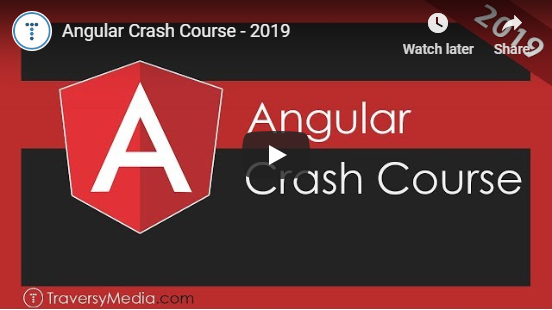 Angular Crash Course - 2019
Watch later
Share
2019
A
Angular
Crash Course
TraversyMedia.com